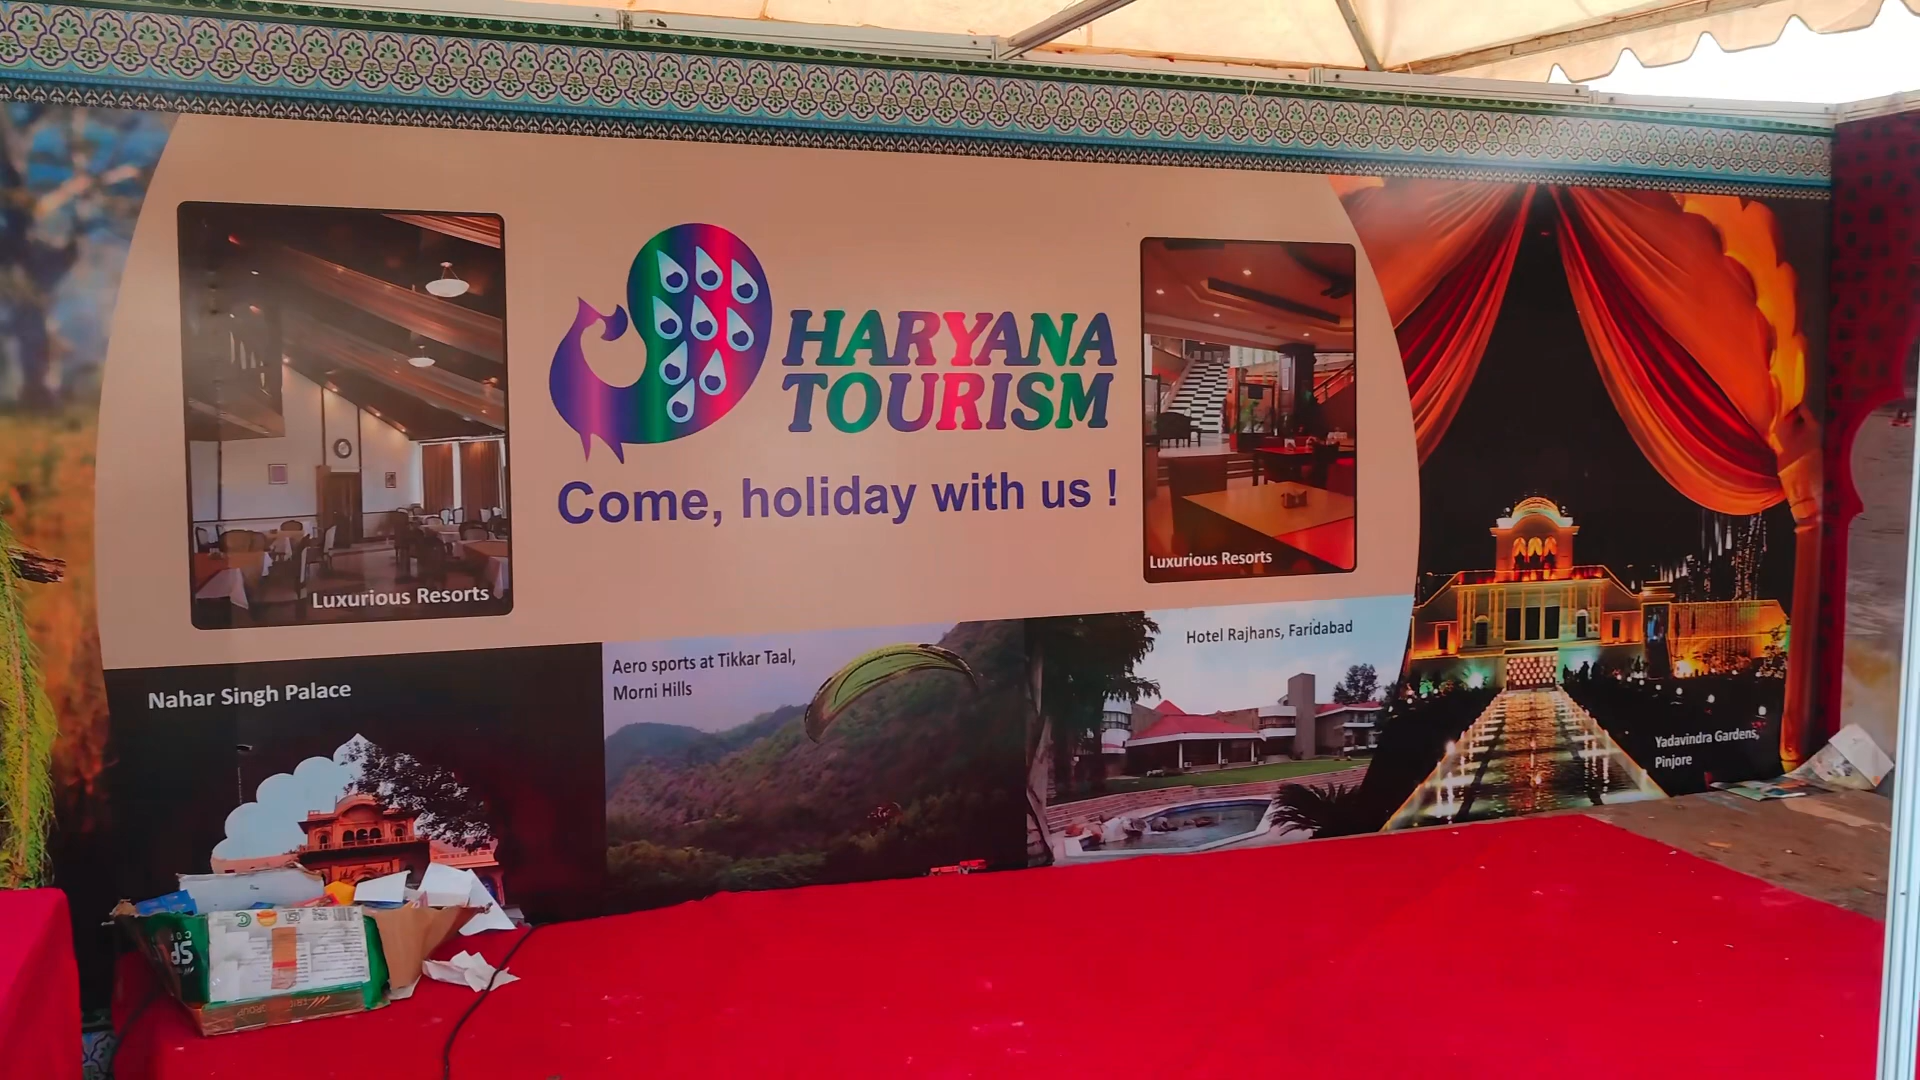 HARYANA
TOURISM
Come, holiday with us !
Luxurious Resorts
Luxurious Resorts
Nahar Singh Palace
Aero sports at Tikkar Taal,
Morni Hills
Hotel Rajhans, Faridabad
Yadavindra Gardens,
Pinjore